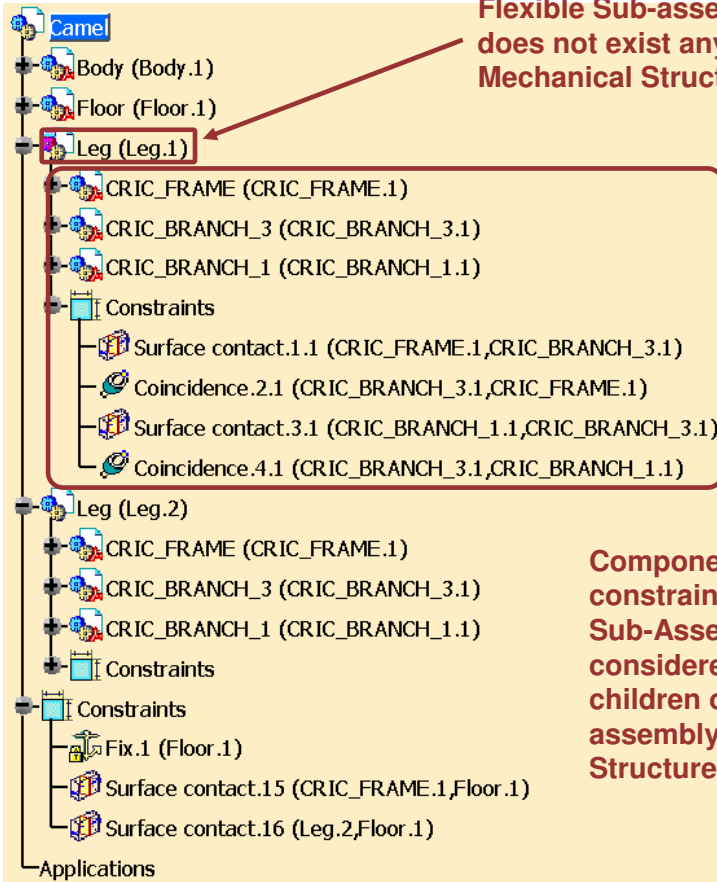 Flexible Sub-asse
does not exist any
Mechanical Struct
Camel
Body (Body.1)
Floor (Floor.1)
Leg (Leg.1)
CRIC_FRAME (CRIC_FRAME.1)
CRIC_BRANCH_3 (CRIC_BRANCH_3.1)
CRIC_BRANCH_1 (CRIC_BRANCH_1.1)
Constraints
Surface contact.1.1 (CRIC_FRAME.1,CRIC_BRANCH_3.1)
Coincidence.2.1 (CRIC_BRANCH_3.1,CRIC_FRAME.1)
Surface contact.3.1 (CRIC_BRANCH_1.1,CRIC_BRANCH_3.1)
Coincidence.4.1 (CRIC_BRANCH_3.1,CRIC_BRANCH_1.1)
Leg (Leg.2)
CRIC_FRAME (CRIC_FRAME.1)
CRIC_BRANCH_3 (CRIC_BRANCH_3.1)
CRIC_BRANCH_1 (CRIC_BRANCH_1.1)
Constraints
Constraints
Fix.1 (Floor.1)
Surface contact.15 (CRIC_FRAME.1,Floor.1)
Surface contact.16 (Leg.2,Floor.1)
Applications
Compone
constrain
Sub-Asse
considere
children o
assembly
Structure